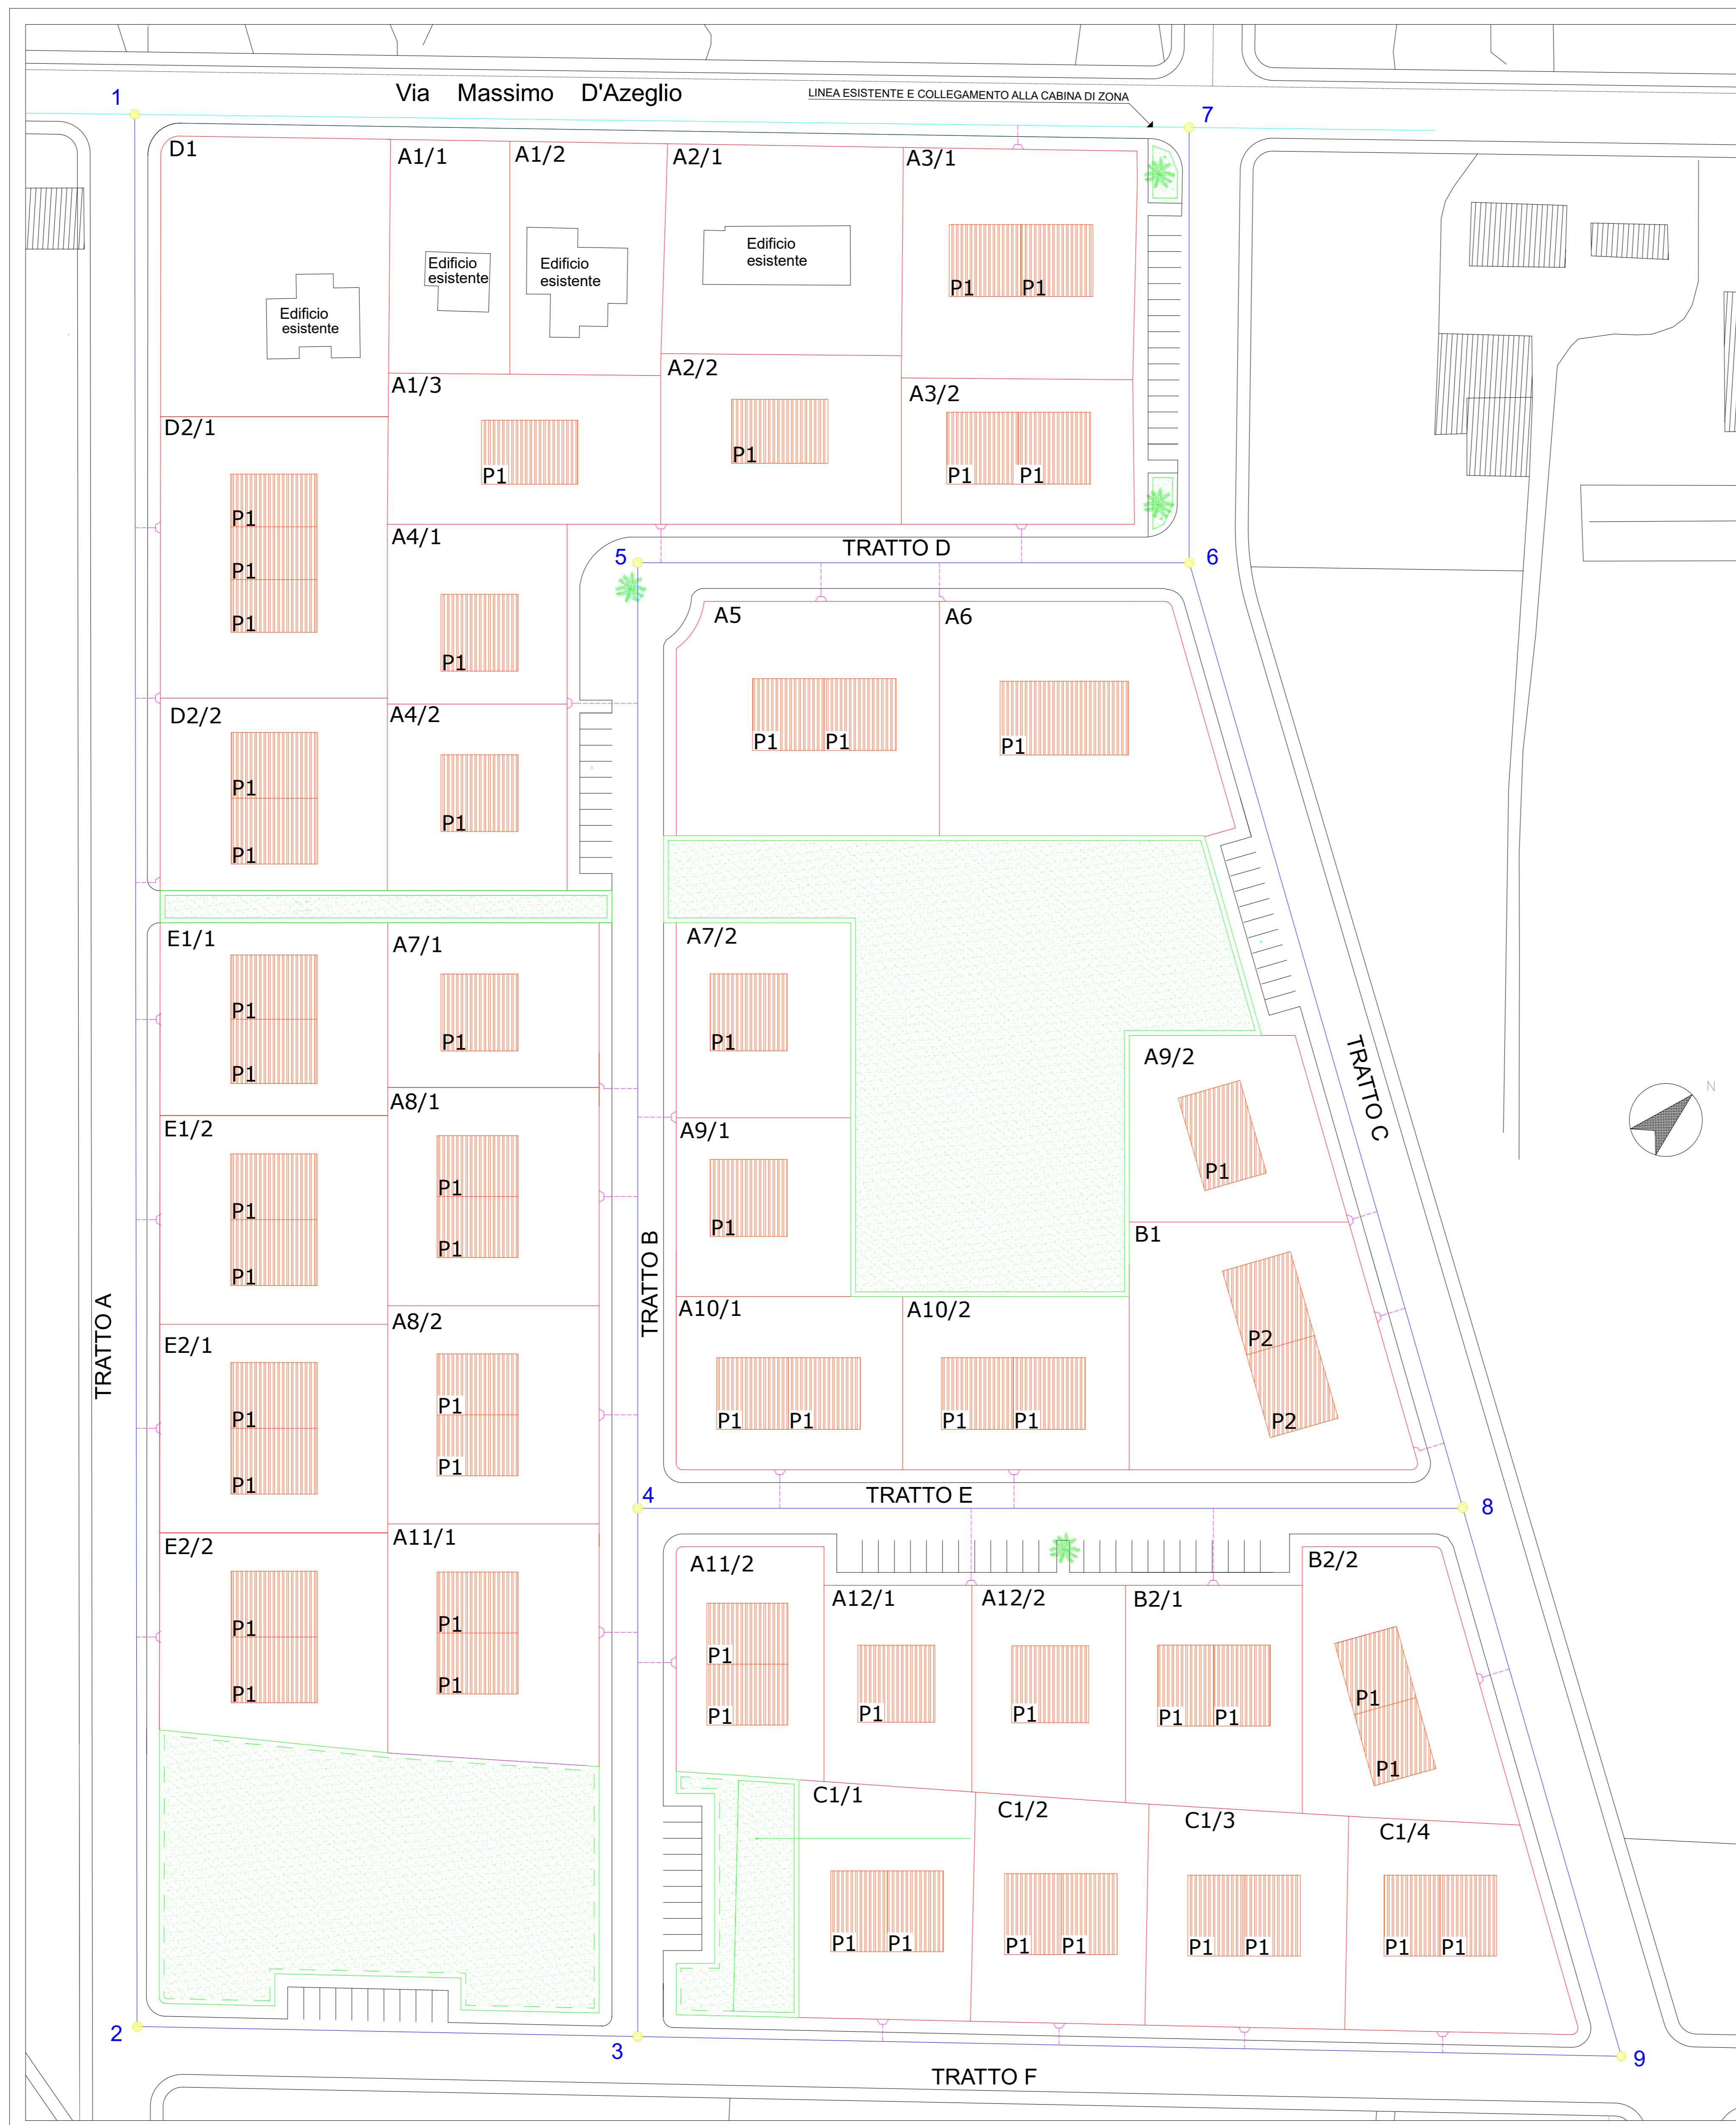 Via Massimo D'Azeglio
LINEA ESISTENTE E COLLEGAMENTO ALLA CABINA DI ZONA
1
7
D1
A1/1
A1/2
A2/1
A3/1
Edificio
esistente
Edificio
esistente
Edificio
esistente
Edificio
esistente
P1 P1
A1/3
A2/2
A3/2
P1
P1
P1 P1
D2/1
P1
P1
P1
A4/1
P1
5
TRATTO D
6
A5
A6
P1 P1
P1
D2/2
P1
P1
A4/2
P1
E1/1
P1
P1
A7/1
P1
A7/2
P1
A9/2
P1
TRATTO C
N
E1/2
P1
P1
A8/1
P1
P1
A9/1
P1
B1
P2
P2
TRATTO A
TRATTO B
E2/1
P1
P1
A8/2
P1
P1
A10/1
P1 P1
A10/2
P1 P1
4
TRATTO E
8
E2/2
P1
P1
A11/1
P1
P1
A11/2
P1
P1
A12/1
P1
A12/2
P1
B2/1
P1 P1
B2/2
P1
P1
C1/1
P1 P1
C1/2
P1 P1
C1/3
P1 P1
C1/4
P1 P1
2
3
9
TRATTO F